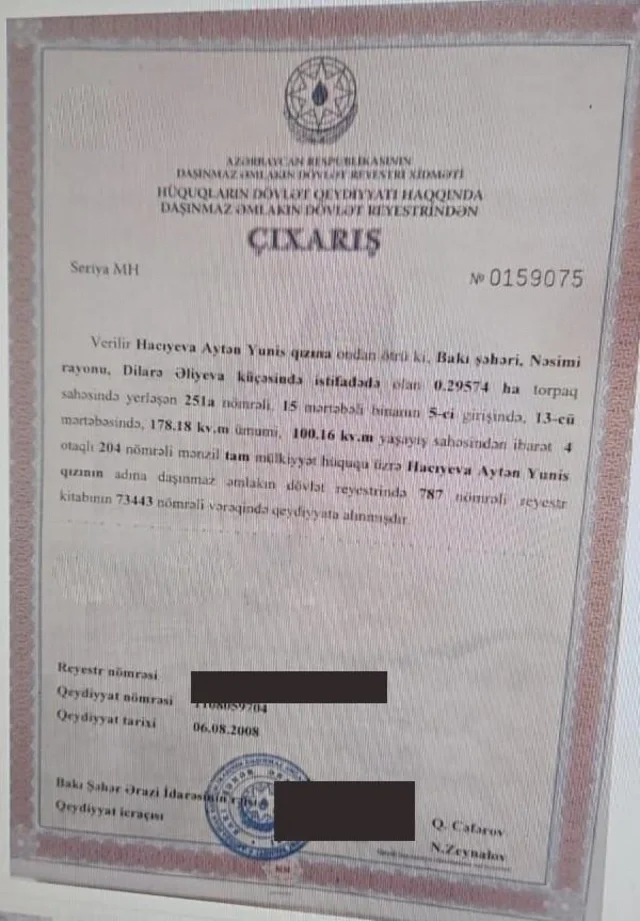 AZƏRBAYCAN RESPUBLİKASININ
DAŞINMAZ ƏMLAKIN DÖVLƏT REYESTRİ XİDMƏTİ
HÜQUQLARIN DÖVLƏT QEYDİYYATI HAQQINDA
DAŞINMAZ ƏMLAKIN DÖVLƏT REYESTRİNDƏN
ÇIXARIŞ
Seriya MH
№ 0159075
Verilir Hacıyeva Aytən Yunis qızına ondan ötrü ki, Bakı şəhəri, Nəsimi
rayonu, Dilarə Əliyeva küçəsində istifadədə olan 0.29574 ha torpaq
sahəsində yerləşən 251a nömrəli, 15 mərtəbəli binanın 5-ci girişində, 13-cü
mərtəbəsində, 178.18 kv.m ümumi, 100.16 kv.m yaşayış sahəsindən ibarət 4
otaqlı 204 nömrəli mənzil tam mülkiyyət hüququ üzrə Hacıyeva Aytən Yunis
qızının adına daşınmaz əmlakın dövlət reyestrində 787 nömrəli reyestr
kitabının 73443 nömrəli vərəqində qeydiyyata alınmışdır.
Reyestr nömrəsi
Qeydiyyat nömrəsi 1108059704
Qeydiyyat tarixi 06.08.2008
Bakı Şəhər Ərazi İdarəsinin rəisi
Q. Cəfərov
Qeydiyyat icraçısı
N.Zeynalov